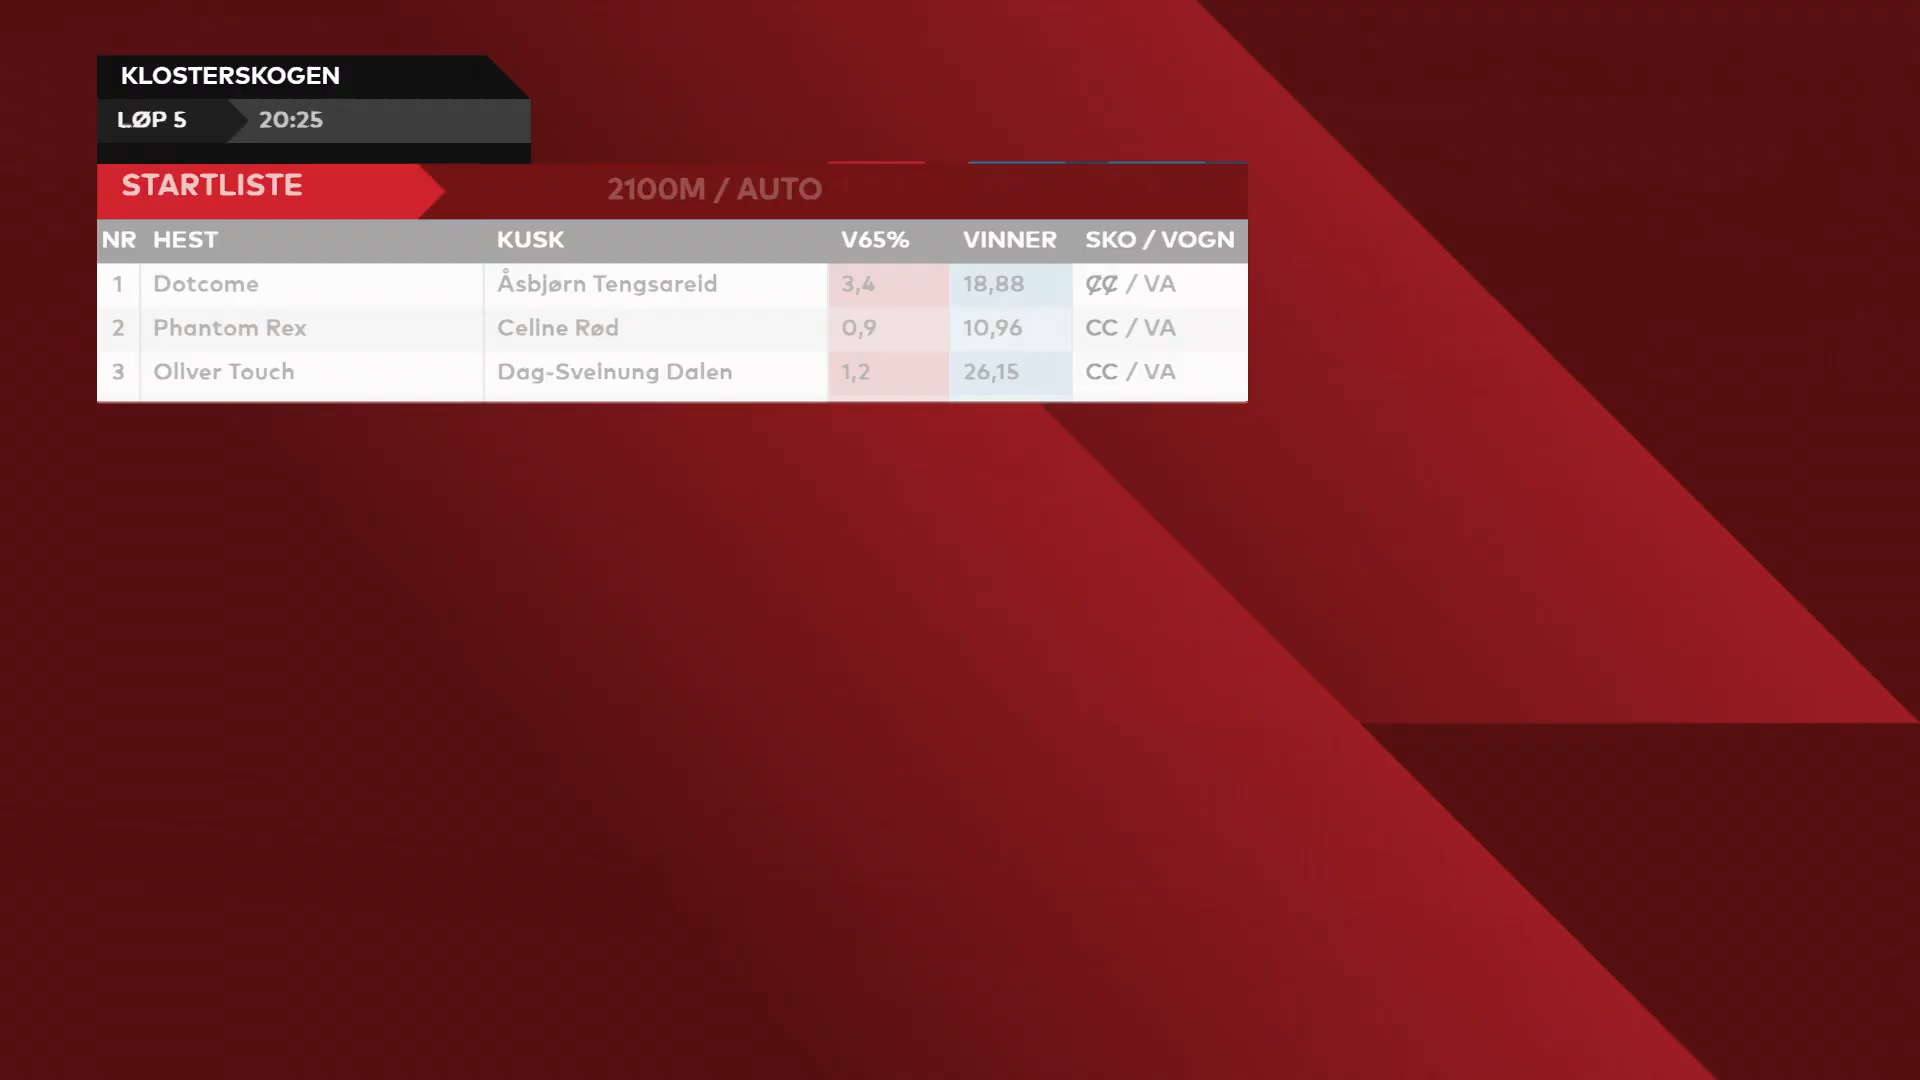 KLOSTERSKOGEN
LØP 5 20:25
STARTLISTE 2100M / AUTO
NR HEST KUSK V65% VINNER SKO / VOGN
1 Dotcome Åsbjørn Tengsareid 3,4 18,88 ȻȻ / VA
2 Phantom Rex Celine Rød 0,9 10,96 CC / VA
3 Oliver Touch Dag-Sveinung Dalen 1,2 26,15 CC / VA